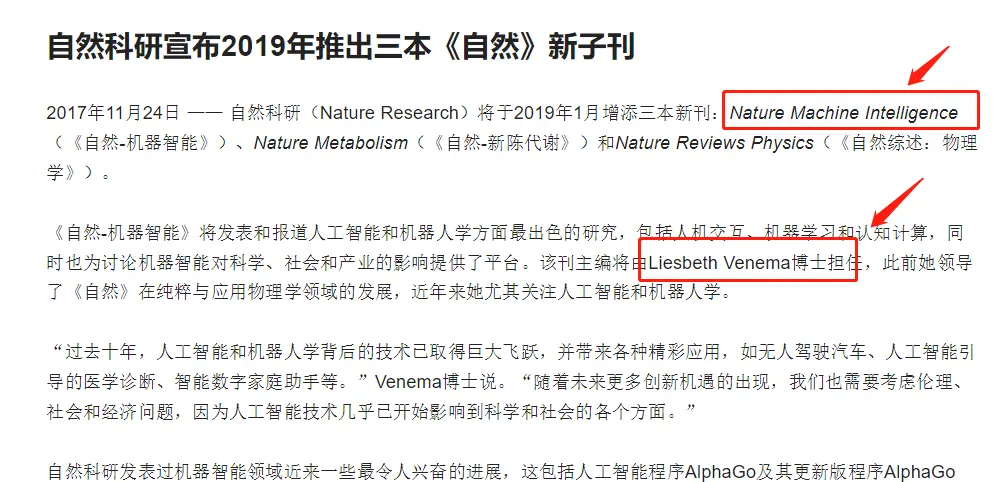 自然科研宣布2019年推出三本《自然》新子刊
2017年11月24日 —— 自然科研（Nature Research）将于2019年1月增添三本新刊：Nature Machine Intelligence
（《自然-机器智能》）、Nature Metabolism（《自然-新陈代谢》）和Nature Reviews Physics（《自然综述：物理
学》）。
《自然-机器智能》将发表和报道人工智能和机器人学方面最出色的研究，包括人机交互、机器学习和认知计算，同
时也为讨论机器智能对科学、社会和产业的影响提供了平台。该刊主编将由Liesbeth Venema博士担任，此前她领导
了《自然》在纯粹与应用物理学领域的发展，近年来她尤其关注人工智能和机器人学。
“过去十年，人工智能和机器人学背后的技术已取得巨大飞跃，并带来各种精彩应用，如无人驾驶汽车、人工智能引
导的医学诊断、智能数字家庭助手等。”Venema博士说。“随着未来更多创新机遇的出现，我们也需要考虑伦理、
社会和经济问题，因为人工智能技术几乎已开始影响到科学和社会的各个方面。”
自然科研发表过机器智能领域近来一些最令人兴奋的进展，这包括人工智能程序AlphaGo及其更新版程序AlphaGo